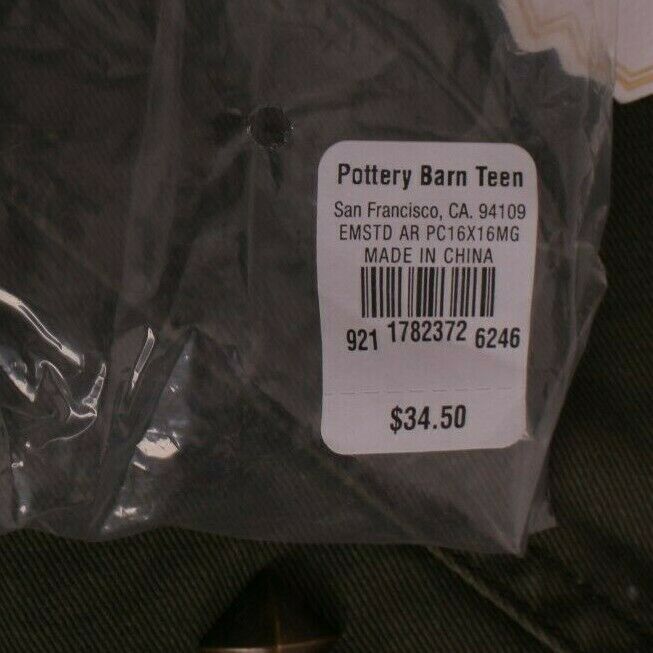 Pottery Barn Teen
San Francisco, CA. 94109
EMSTD AR PC16X16MG
MADE IN CHINA
921 1782372 6246
$34.50